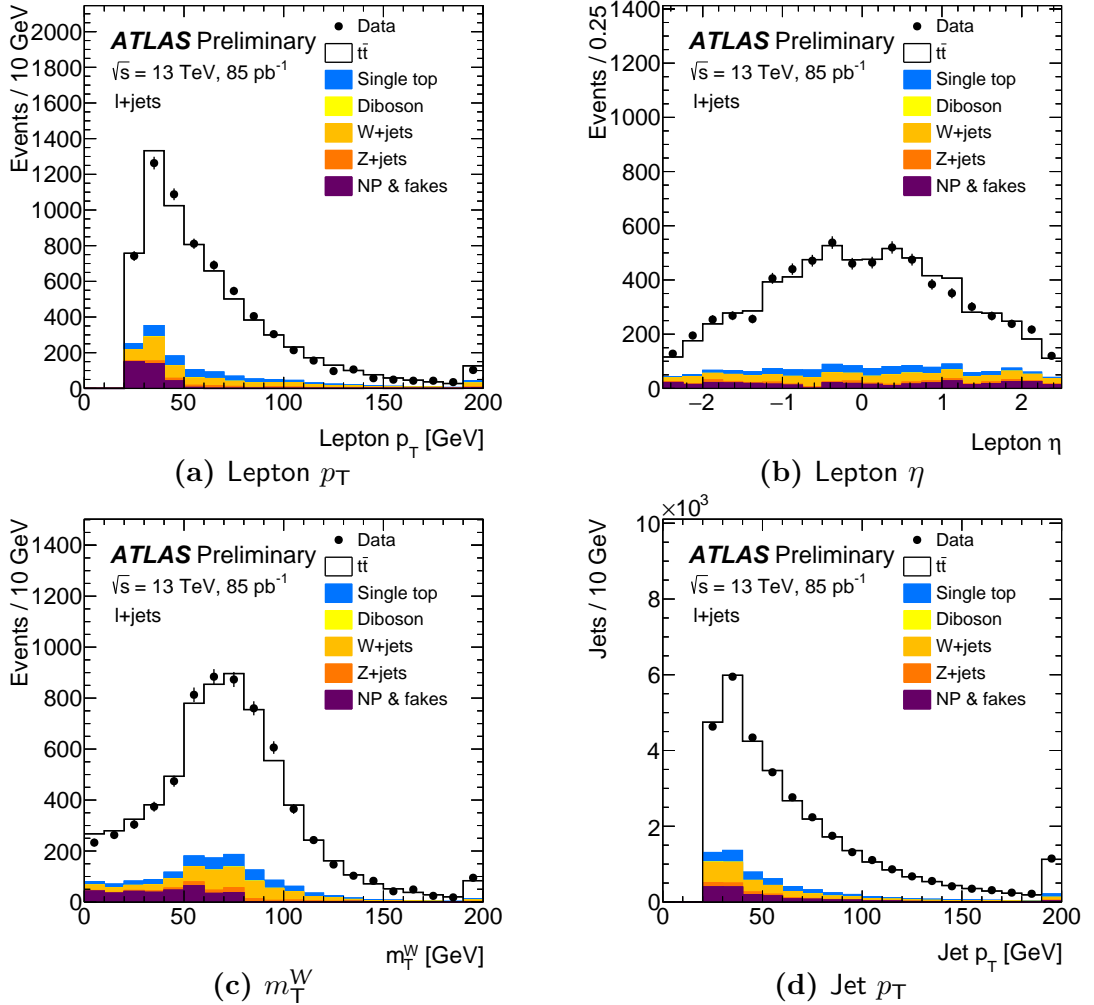 Events / 10 GeV
2000
1800
1600
1400
1200
1000
800
600
400
200
0
ATLAS Preliminary
√s = 13 TeV, 85 pb⁻¹
l+jets
Data
tt̄
Single top
Diboson
W+jets
Z+jets
NP & fakes
0 50 100 150 200
Lepton p_T [GeV]
(a) Lepton p_T
Events / 0.25
1400
1200
1000
800
600
400
200
0
ATLAS Preliminary
√s = 13 TeV, 85 pb⁻¹
l+jets
Data
tt̄
Single top
Diboson
W+jets
Z+jets
NP & fakes
−2 −1 0 1 2
Lepton η
(b) Lepton η
Events / 10 GeV
1400
1200
1000
800
600
400
200
0
ATLAS Preliminary
√s = 13 TeV, 85 pb⁻¹
l+jets
Data
tt̄
Single top
Diboson
W+jets
Z+jets
NP & fakes
0 50 100 150 200
m_T^W [GeV]
(c) m_T^W
×10³
Jets / 10 GeV
10
8
6
4
2
0
ATLAS Preliminary
√s = 13 TeV, 85 pb⁻¹
l+jets
Data
tt̄
Single top
Diboson
W+jets
Z+jets
NP & fakes
0 50 100 150 200
Jet p_T [GeV]
(d) Jet p_T